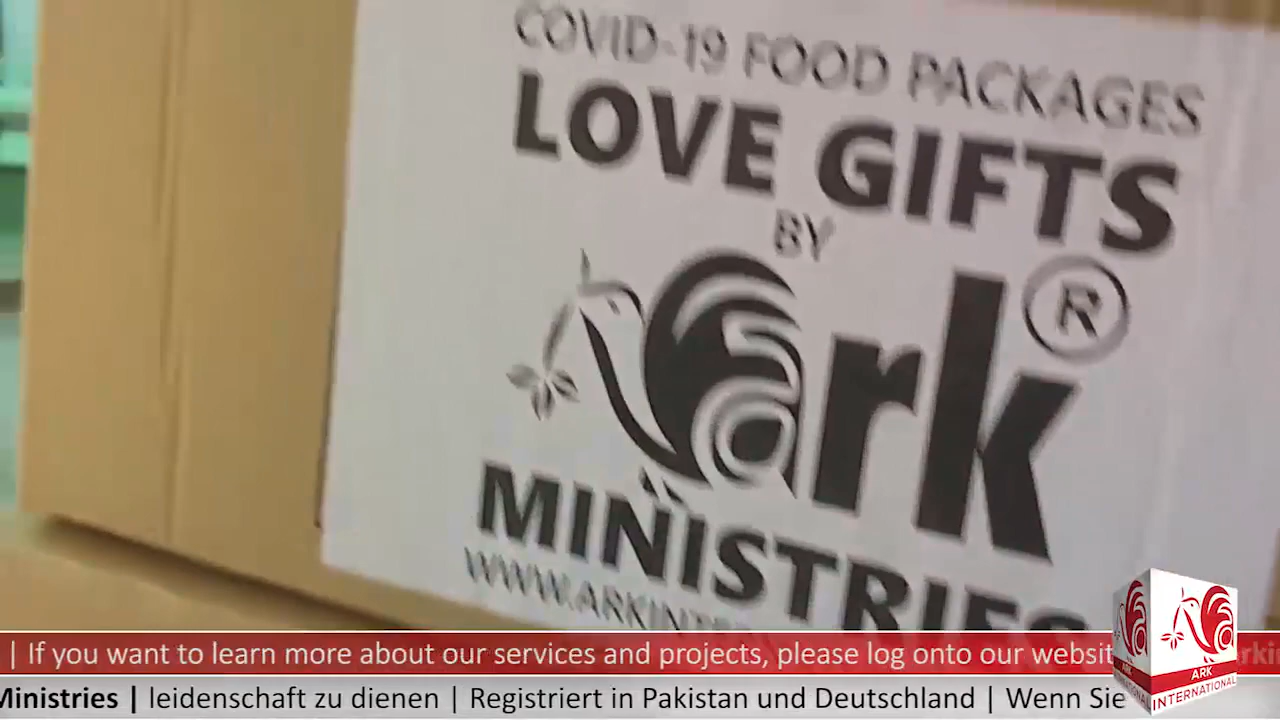 COVID-19 FOOD PACKAGES
LOVE GIFTS
BY
ark®
MINISTRIES
WWW.ARKINTE
| If you want to learn more about our services and projects, please log onto our websit
Ministries | leidenschaft zu dienen | Registriert in Pakistan und Deutschland | Wenn Sie
ARK
INTERNATIONAL